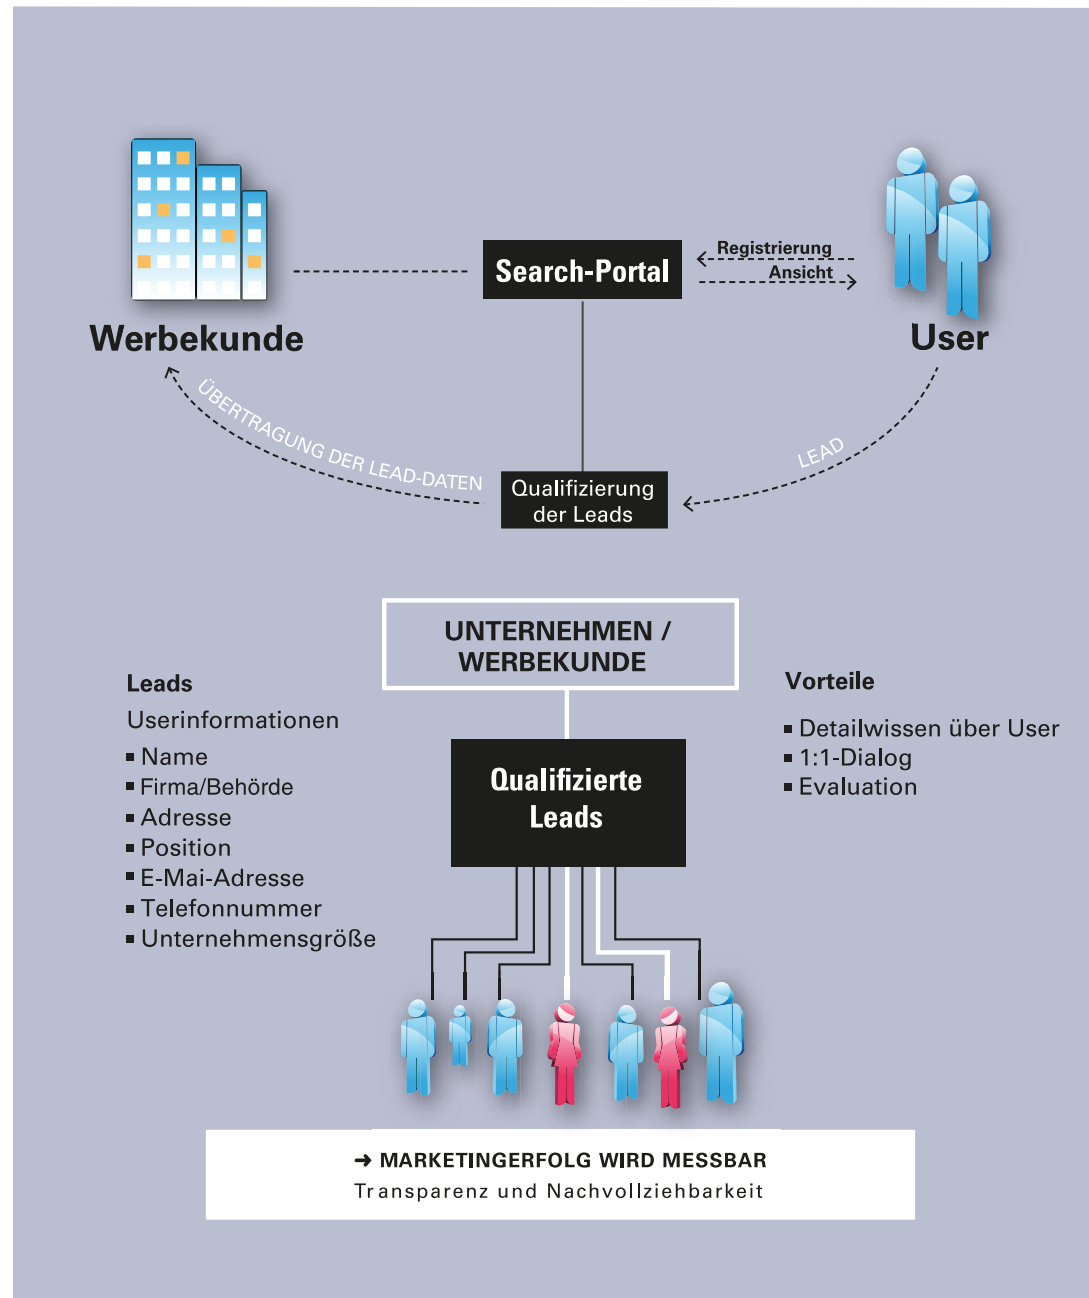 Registrierung
Search-Portal
Ansicht
Werbekunde
User
ÜBERTRAGUNG DER LEAD-DATEN
LEAD
Qualifizierung
der Leads
UNTERNEHMEN /
WERBEKUNDE
Leads
Userinformationen
▪ Name
▪ Firma/Behörde
▪ Adresse
▪ Position
▪ E-Mai-Adresse
▪ Telefonnummer
▪ Unternehmensgröße
Qualifizierte
Leads
Vorteile
▪ Detailwissen über User
▪ 1:1-Dialog
▪ Evaluation
➔ MARKETINGERFOLG WIRD MESSBAR
Transparenz und Nachvollziehbarkeit